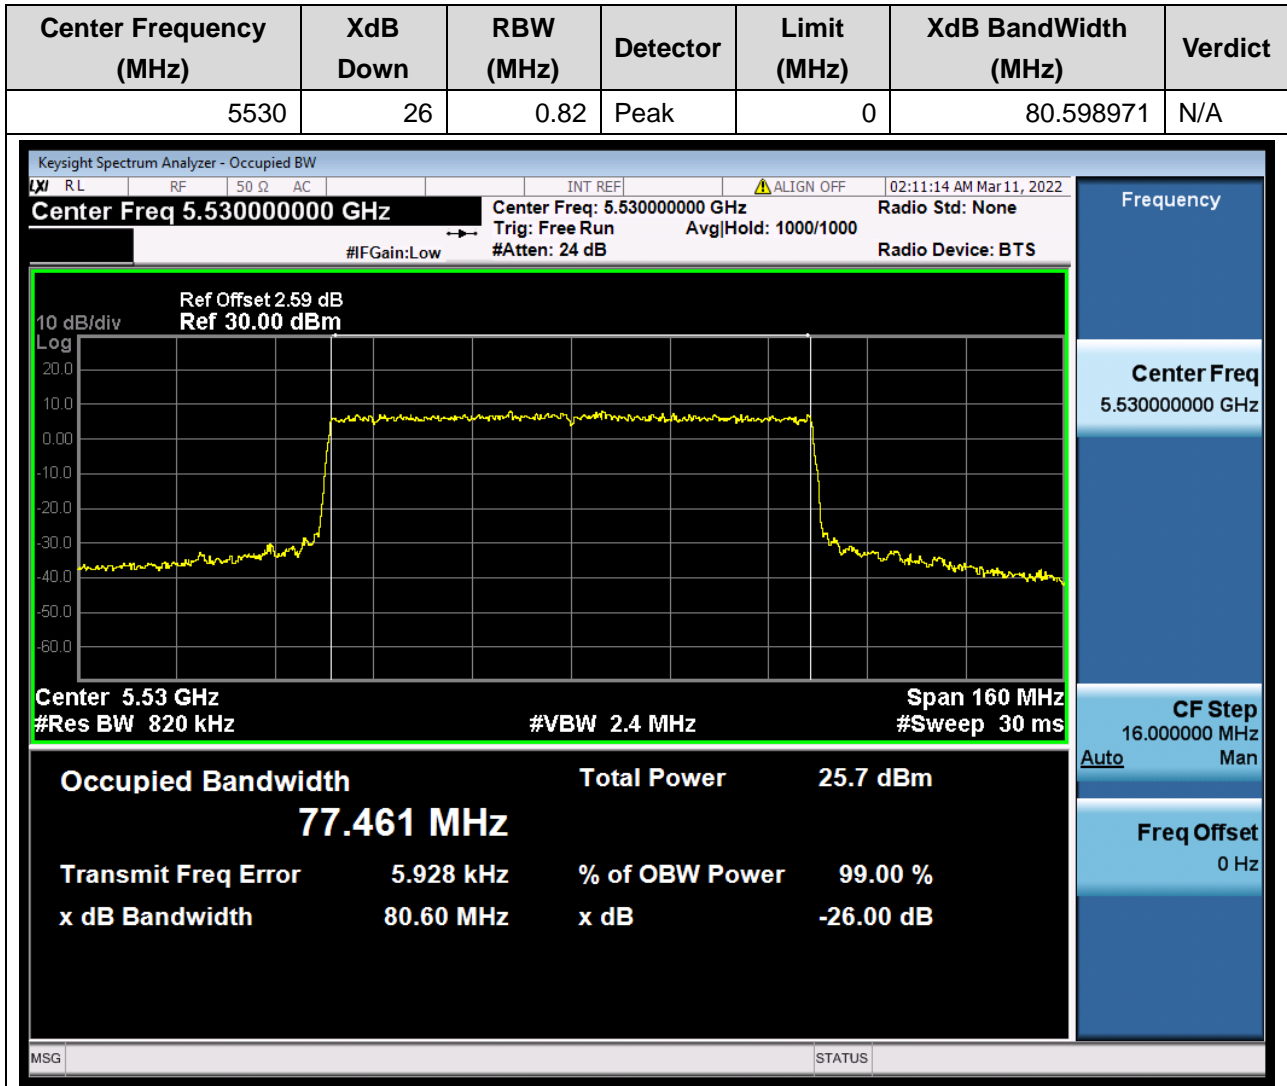 Center Frequency (MHz) XdB Down RBW (MHz) Detector Limit (MHz) XdB BandWidth (MHz) Verdict
5530 26 0.82 Peak 0 80.598971 N/A
Keysight Spectrum Analyzer - Occupied BW
LXI RL RF 50 Ω AC INT REF ALIGN OFF 02:11:14 AM Mar 11, 2022
Center Freq 5.530000000 GHz
Center Freq: 5.530000000 GHz
Radio Std: None
Trig: Free Run Avg|Hold: 1000/1000
#IFGain:Low
#Atten: 24 dB
Radio Device: BTS
Ref Offset 2.59 dB
10 dB/div Ref 30.00 dBm
Log
20.0
10.0
0.00
-10.0
-20.0
-30.0
-40.0
-50.0
-60.0
Center 5.53 GHz
Span 160 MHz
#Res BW 820 kHz
#VBW 2.4 MHz
#Sweep 30 ms
Occupied Bandwidth
77.461 MHz
Total Power 25.7 dBm
Transmit Freq Error 5.928 kHz
% of OBW Power 99.00 %
x dB Bandwidth 80.60 MHz
x dB -26.00 dB
Frequency
Center Freq
5.530000000 GHz
CF Step
16.000000 MHz
Auto Man
Freq Offset
0 Hz
MSG
STATUS